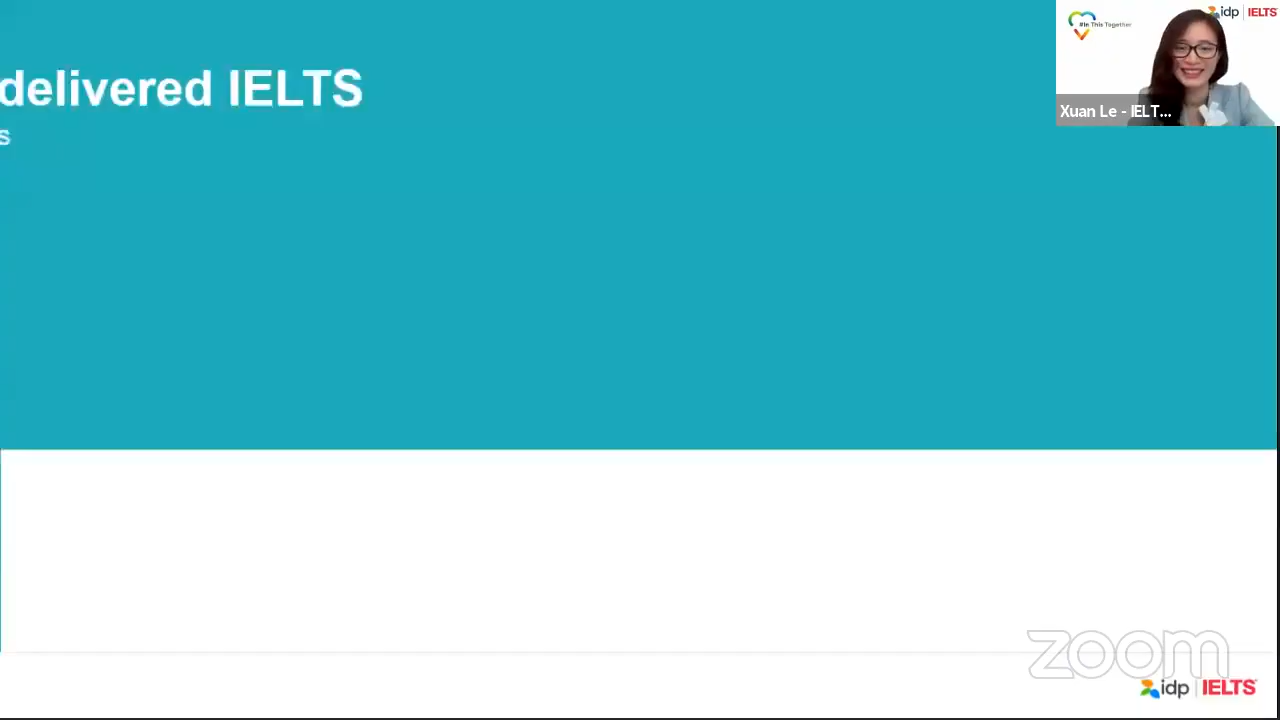 delivered IELTS
s
#In This Together
idp IELTS
Xuan Le - IELT...
zoom
idp IELTS